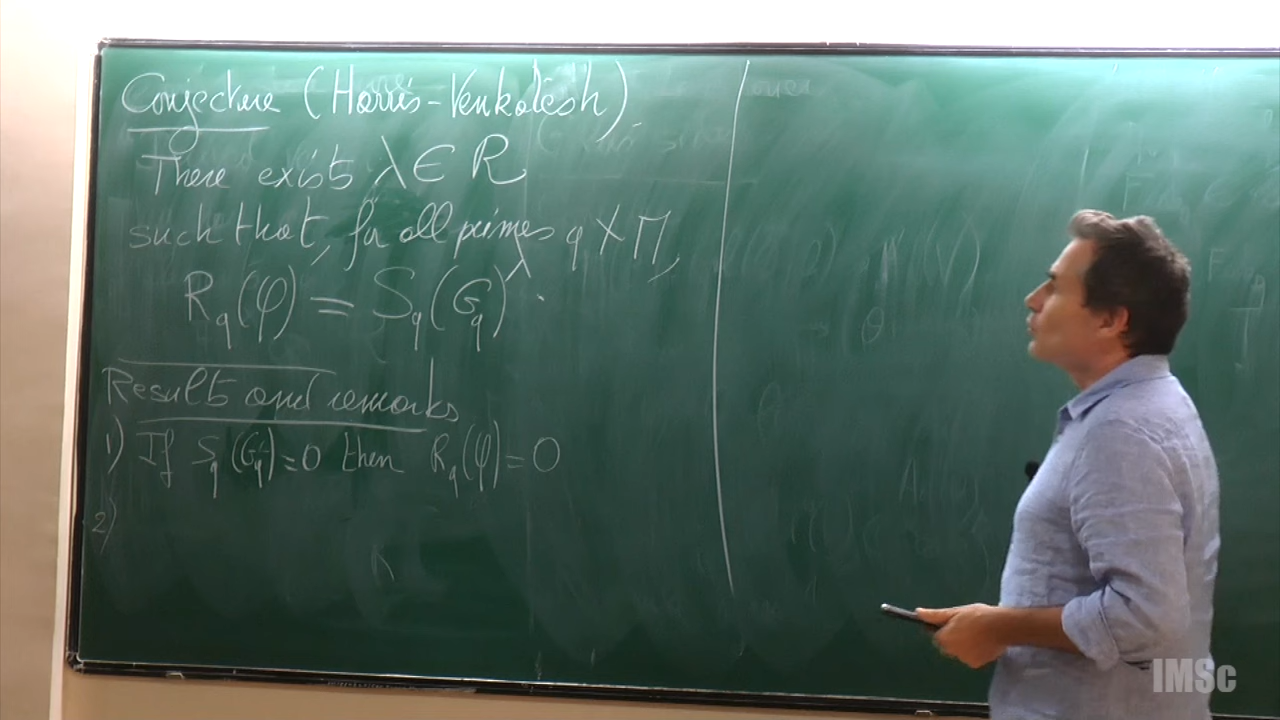 Conjecture (Harris-Venkatesh)
There exists λ ∈ R
such that, for all primes q ∤ M,
R_q(φ) = S_q(G_q)^λ.
Results and remarks
1) If S_q(G_q) = 0 then R_q(φ) = 0
2)
IMSc